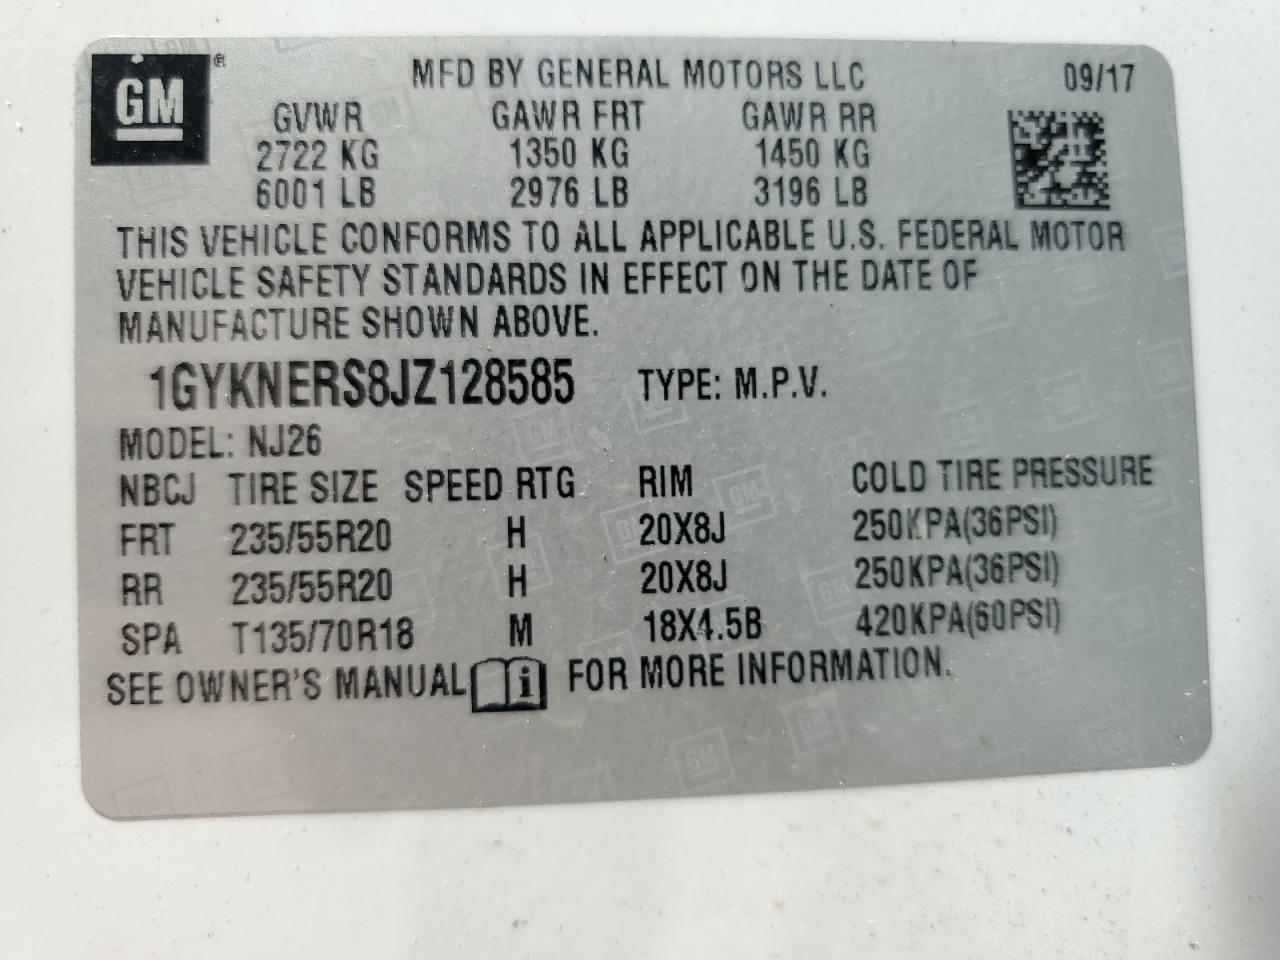 GM ®
MFD BY GENERAL MOTORS LLC 09/17
GVWR GAWR FRT GAWR RR
2722 KG 1350 KG 1450 KG
6001 LB 2976 LB 3196 LB
THIS VEHICLE CONFORMS TO ALL APPLICABLE U.S. FEDERAL MOTOR
VEHICLE SAFETY STANDARDS IN EFFECT ON THE DATE OF
MANUFACTURE SHOWN ABOVE.
1GYKNERS8JZ128585 TYPE: M.P.V.
MODEL: NJ26
NBCJ TIRE SIZE SPEED RTG RIM COLD TIRE PRESSURE
FRT 235/55R20 H 20X8J 250KPA(36PSI)
RR 235/55R20 H 20X8J 250KPA(36PSI)
SPA T135/70R18 M 18X4.5B 420KPA(60PSI)
SEE OWNER'S MANUAL i FOR MORE INFORMATION.